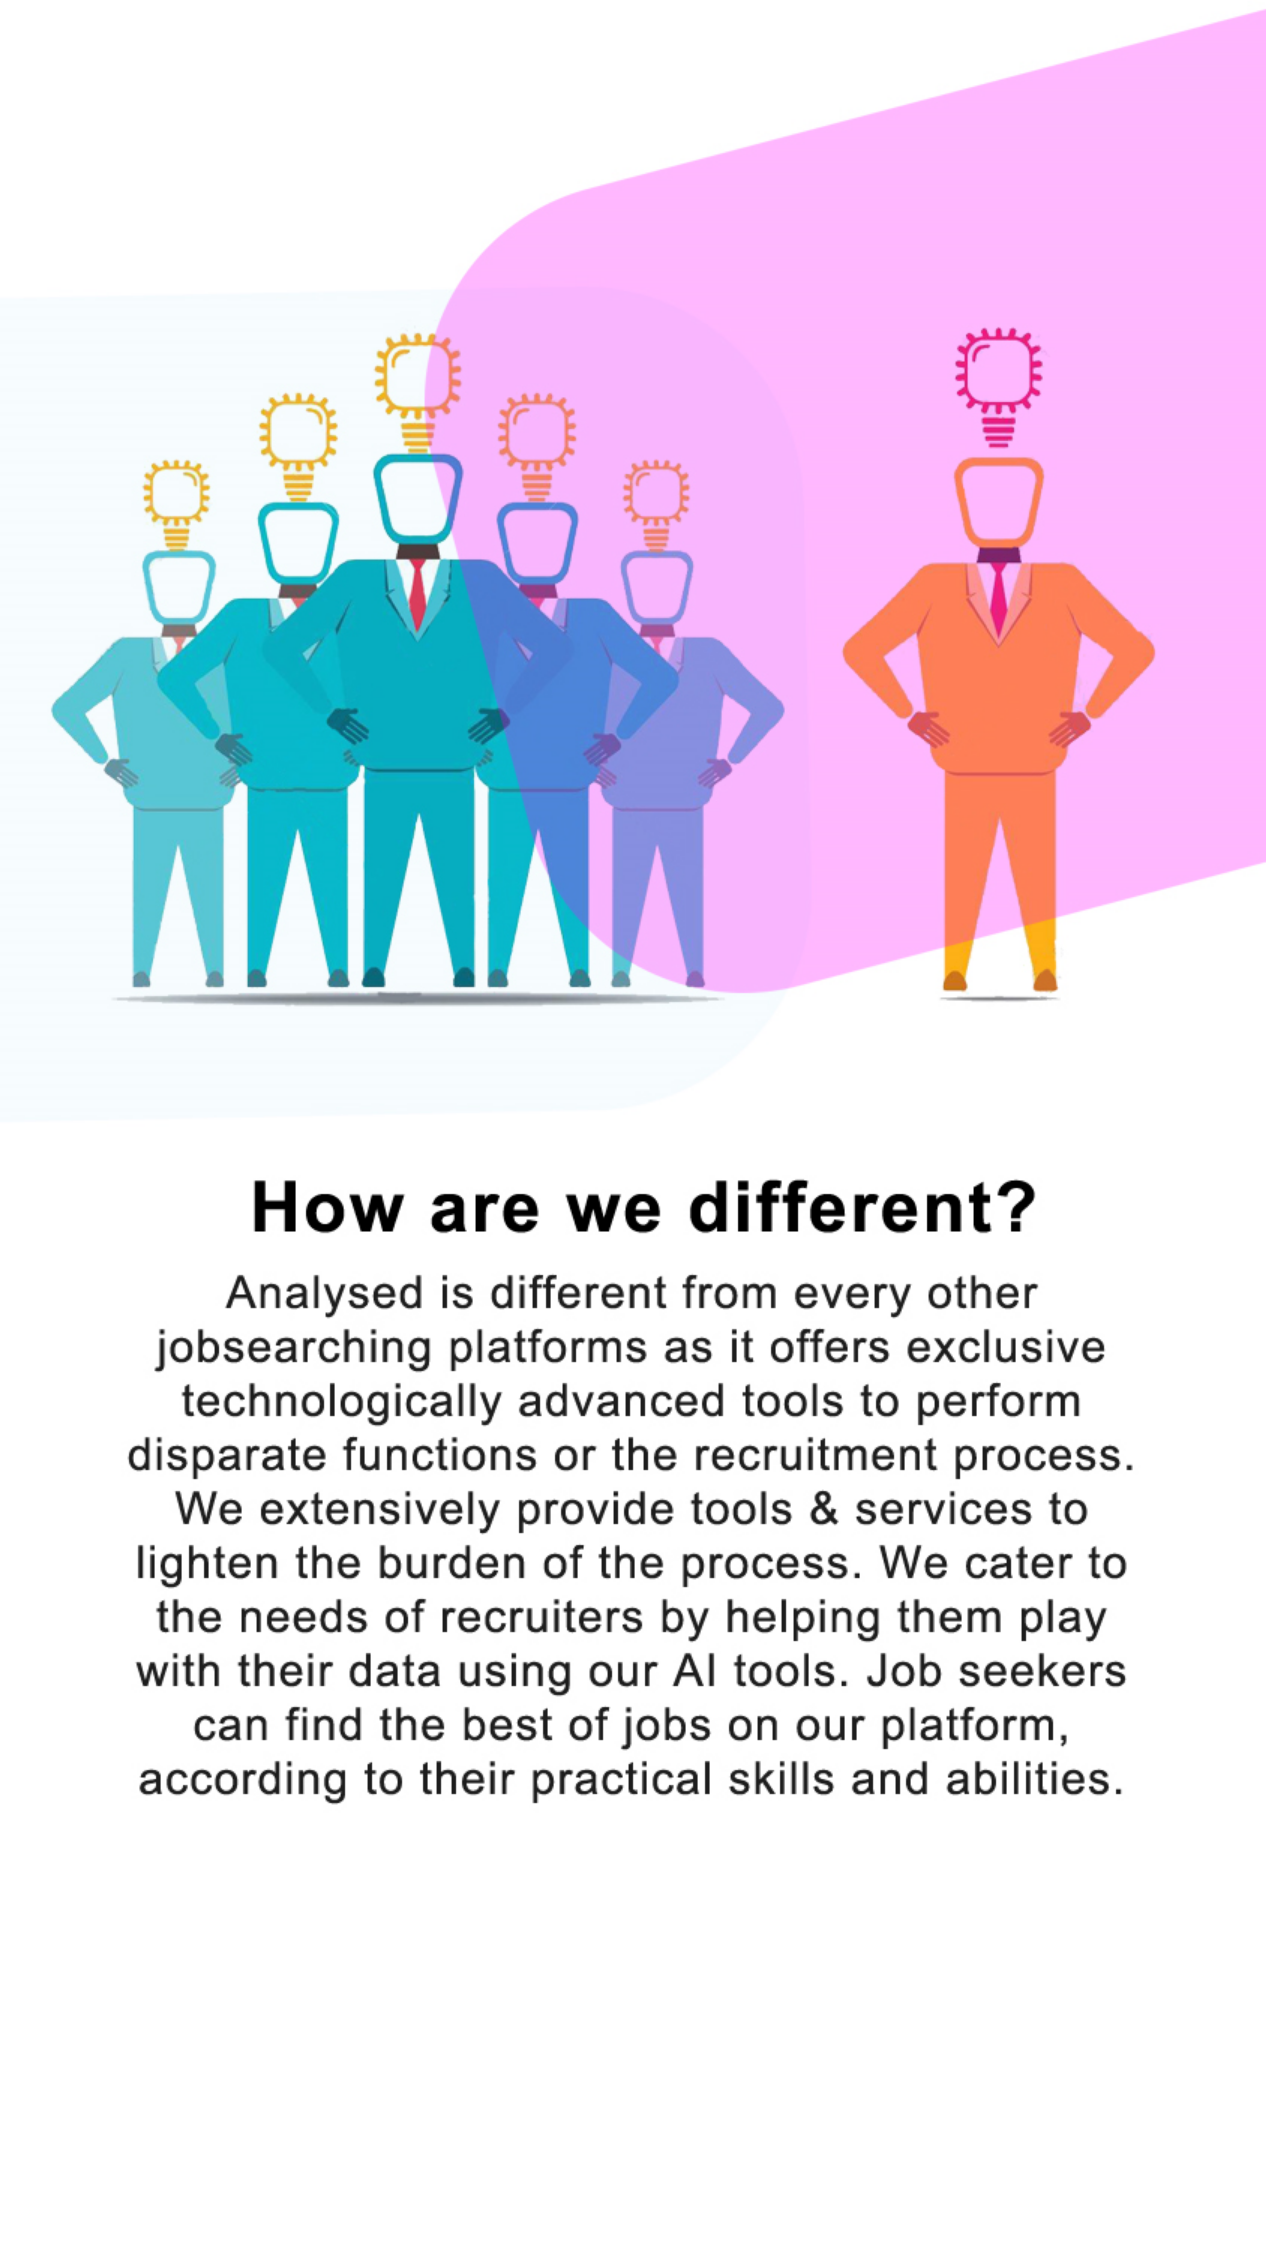 How are we different?
Analysed is different from every other
jobsearching platforms as it offers exclusive
technologically advanced tools to perform
disparate functions or the recruitment process.
We extensively provide tools & services to
lighten the burden of the process. We cater to
the needs of recruiters by helping them play
with their data using our AI tools. Job seekers
can find the best of jobs on our platform,
according to their practical skills and abilities.